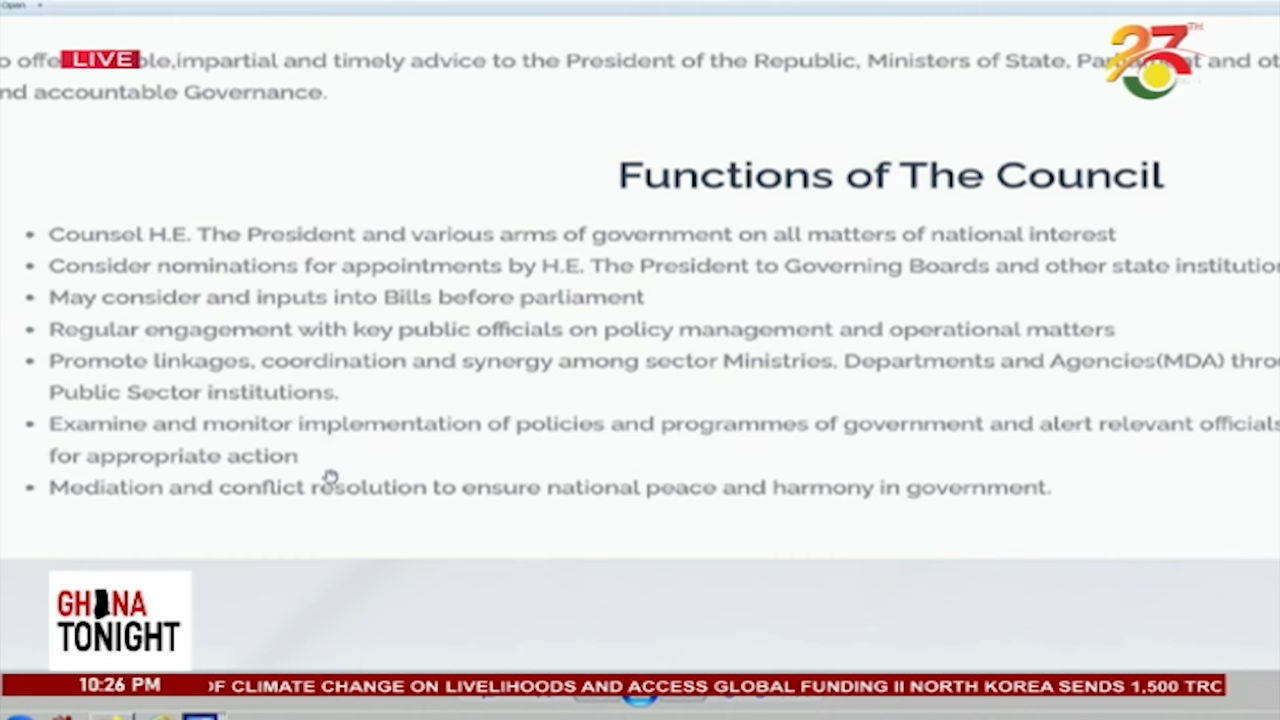 Open
LIVE
23 TH
ole,impartial and timely advice to the President of the Republic, Ministers of State, and
nd accountable Governance.
Functions of The Council
• Counsel H.E. The President and various arms of government on all matters of national interest
• Consider nominations for appointments by H.E. The President to Governing Boards and other state institution
• May consider and inputs into Bills before parliament
• Regular engagement with key public officials on policy management and operational matters
• Promote linkages, coordination and synergy among sector Ministries, Departments and Agencies(MDA) thro
Public Sector institutions.
• Examine and monitor implementation of policies and programmes of government and alert relevant officials
for appropriate action
• Mediation and conflict resolution to ensure national peace and harmony in government.
GHANA
TONIGHT
10:26 PM OF CLIMATE CHANGE ON LIVELIHOODS AND ACCESS GLOBAL FUNDING II NORTH KOREA SENDS 1,500 TRO